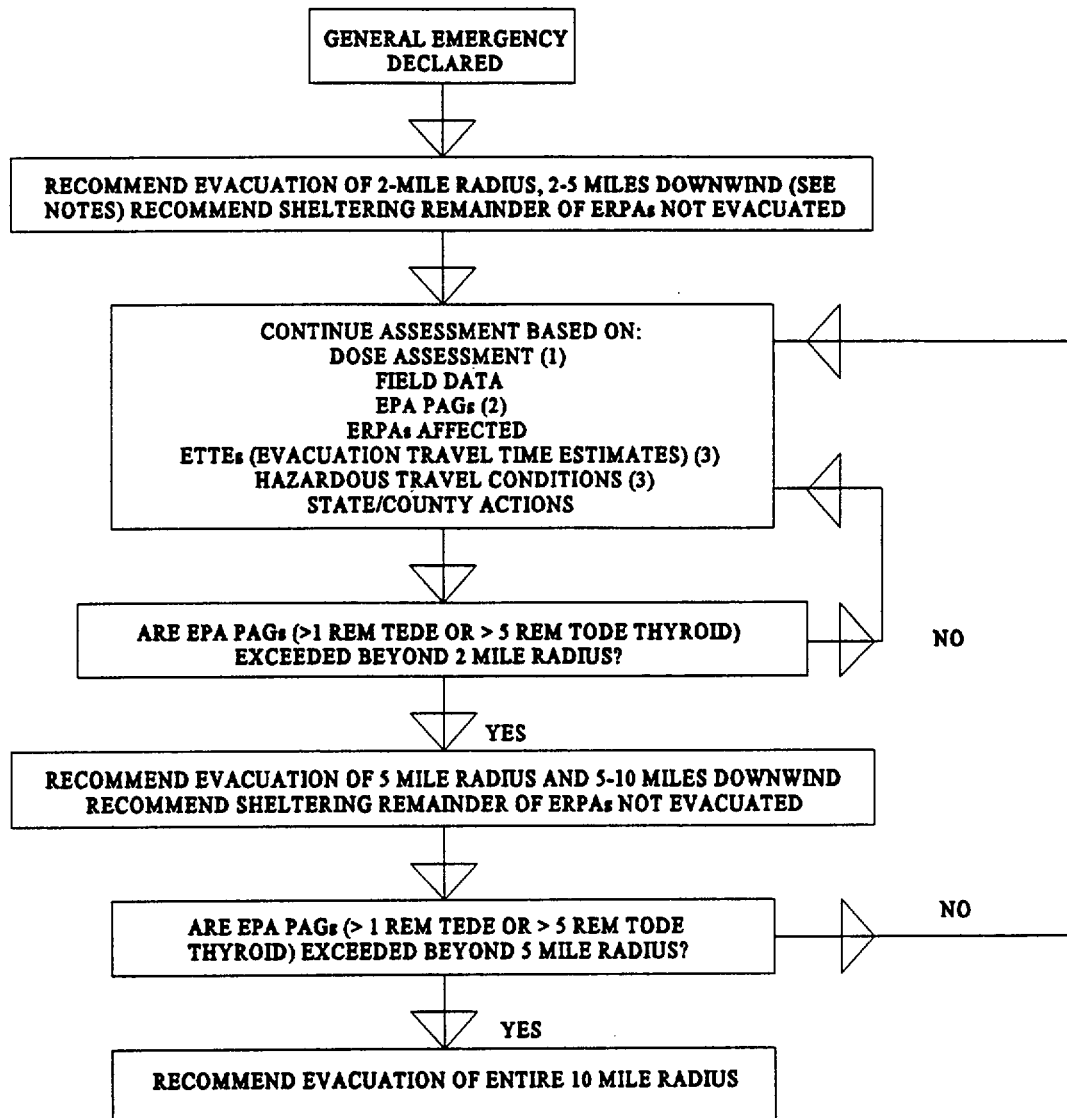 GENERAL EMERGENCY
DECLARED
RECOMMEND EVACUATION OF 2-MILE RADIUS, 2-5 MILES DOWNWIND (SEE
NOTES) RECOMMEND SHELTERING REMAINDER OF ERPAs NOT EVACUATED
CONTINUE ASSESSMENT BASED ON:
DOSE ASSESSMENT (1)
FIELD DATA
EPA PAGs (2)
ERPAs AFFECTED
ETTEs (EVACUATION TRAVEL TIME ESTIMATES) (3)
HAZARDOUS TRAVEL CONDITIONS (3)
STATE/COUNTY ACTIONS
ARE EPA PAGs (>1 REM TEDE OR > 5 REM TODE THYROID)
EXCEEDED BEYOND 2 MILE RADIUS?
NO
YES
RECOMMEND EVACUATION OF 5 MILE RADIUS AND 5-10 MILES DOWNWIND
RECOMMEND SHELTERING REMAINDER OF ERPAs NOT EVACUATED
ARE EPA PAGs (> 1 REM TEDE OR > 5 REM TODE
THYROID) EXCEEDED BEYOND 5 MILE RADIUS?
NO
YES
RECOMMEND EVACUATION OF ENTIRE 10 MILE RADIUS